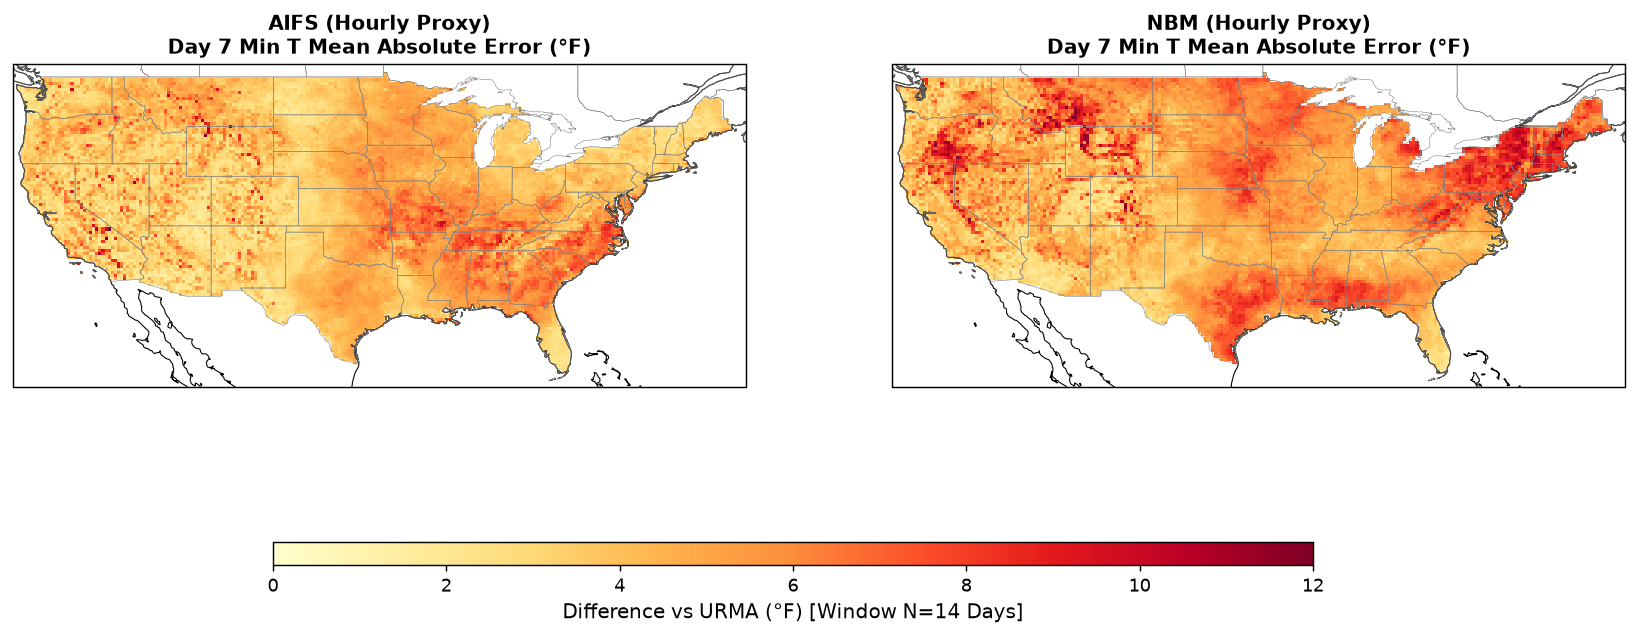 AIFS (Hourly Proxy)
Day 7 Min T Mean Absolute Error (°F)
NBM (Hourly Proxy)
Day 7 Min T Mean Absolute Error (°F)
0 2 4 6 8 10 12
Difference vs URMA (°F) [Window N=14 Days]